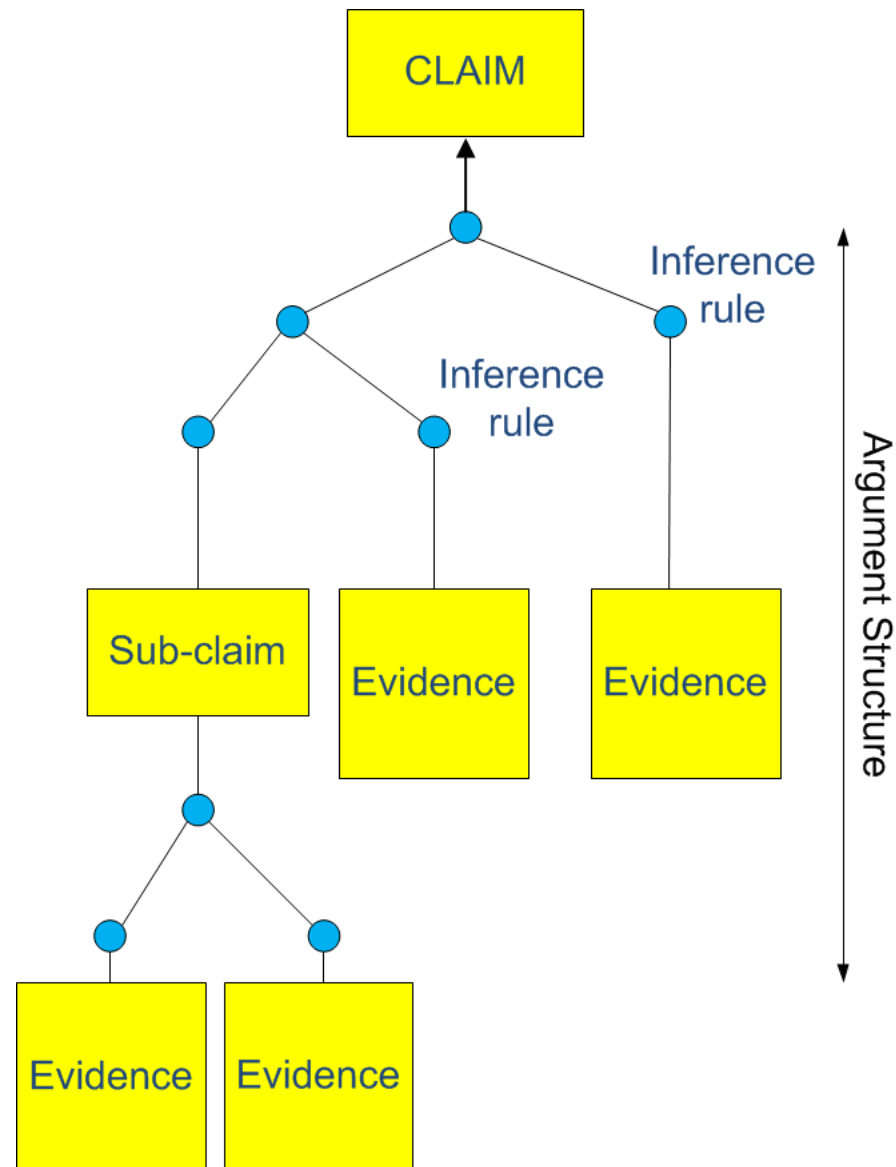 CLAIM
Inference
rule
Inference
rule
Argument Structure
Sub-claim
Evidence
Evidence
Evidence
Evidence